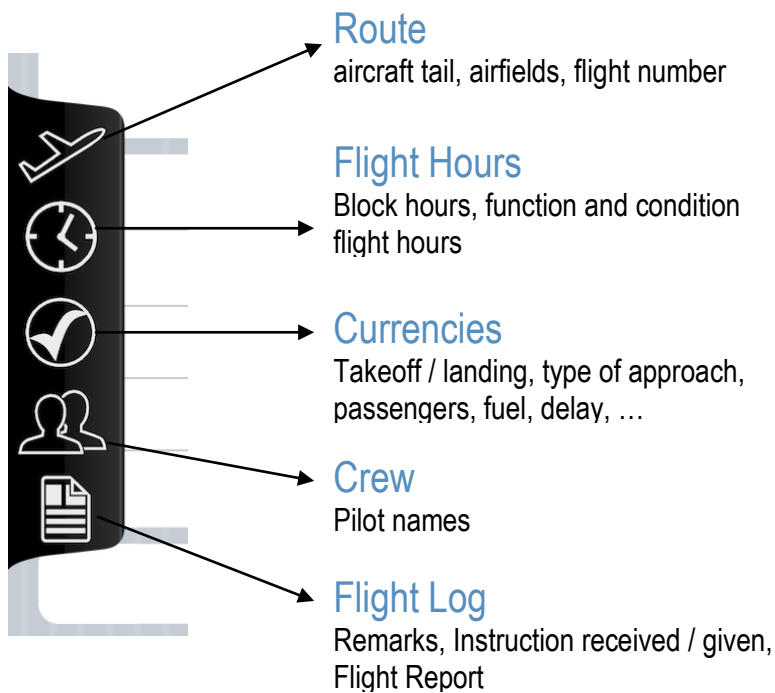 Route
aircraft tail, airfields, flight number
Flight Hours
Block hours, function and condition
flight hours
Currencies
Takeoff / landing, type of approach,
passengers, fuel, delay, …
Crew
Pilot names
Flight Log
Remarks, Instruction received / given,
Flight Report